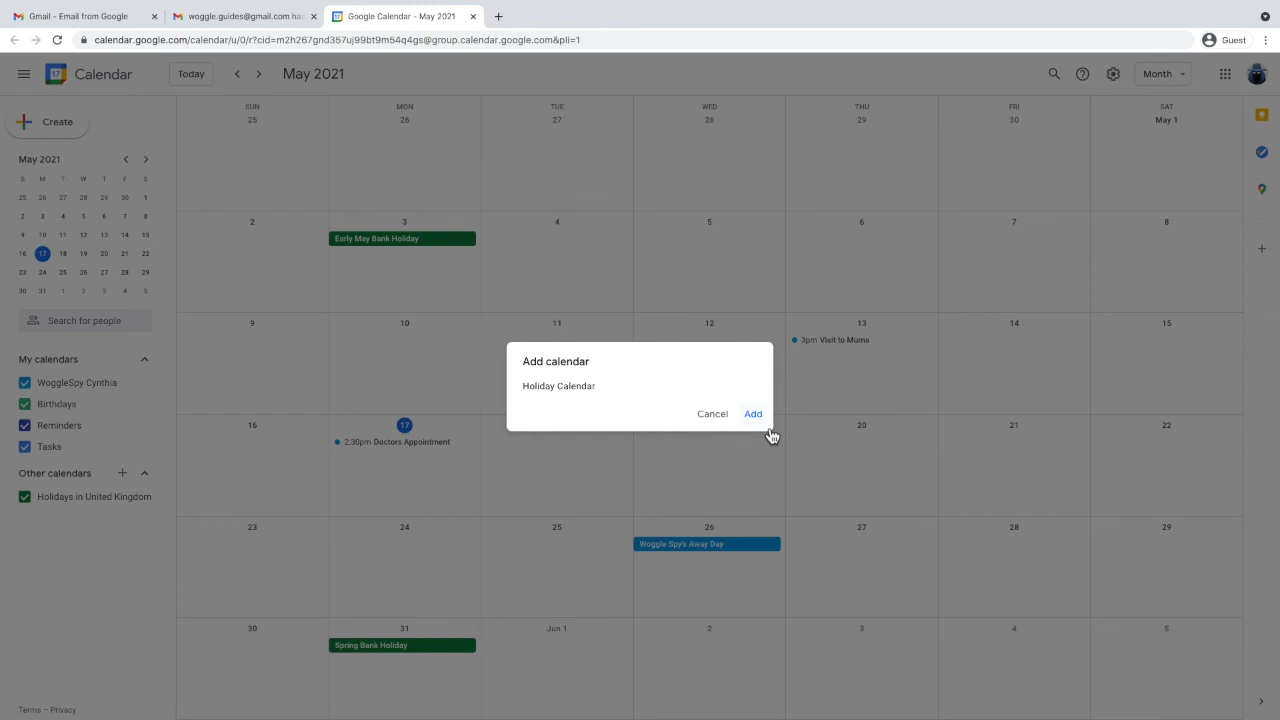 Gmail - Email from Google
woggle.guides@gmail.com has
Google Calendar - May 2021
calendar.google.com/calendar/u/0/r?cid=m2h267gnd357uj99bt9m54q4gs@group.calendar.google.com&pli=1
Guest
17
Calendar
Today
May 2021
Month
Create
May 2021
S M T W T F S
25 26 27 28 29 30 1
2 3 4 5 6 7 8
9 10 11 12 13 14 15
16 17 18 19 20 21 22
23 24 25 26 27 28 29
30 31 1 2 3 4 5
Search for people
My calendars
WoggleSpy Cynthia
Birthdays
Reminders
Tasks
Other calendars
Holidays in United Kingdom
Terms – Privacy
SUN MON TUE WED THU FRI SAT
25 26 27 28 29 30 May 1
2 3 4 5 6 7 8
Early May Bank Holiday
9 10 11 12 13 14 15
3pm Visit to Mums
Add calendar
Holiday Calendar
Cancel Add
16 17 20 21 22
2:30pm Doctors Appointment
23 24 25 26 27 28 29
Woggle Spy's Away Day
30 31 Jun 1 2 3 4 5
Spring Bank Holiday